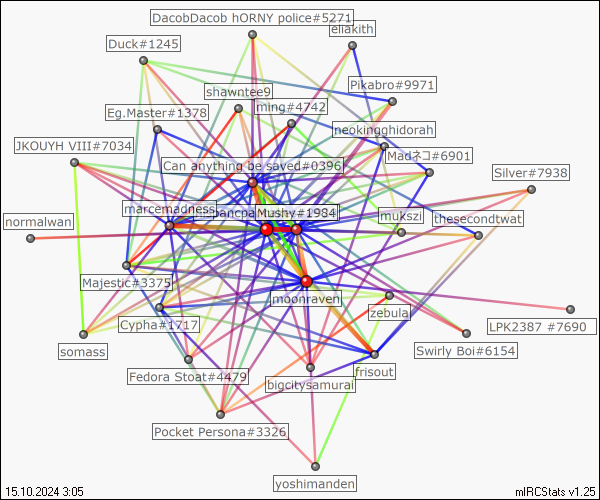 DacobDacob hORNY police#5271
eliakith
Duck#1245
Pikabro#9971
shawntee9
ming#4742
Eg.Master#1378
neokingghidorah
JKOUYH VIII#7034
Madネコ#6901
Can anything be saved#0396
Silver#7938
marcemadness
Mushy#1984
mukszi
thesecondtwat
normalwan
Majestic#3375
moonraven
zebula
Cypha#1717
LPK2387 #7690
somass
Swirly Boi#6154
frisout
Fedora Stoat#4479
bigcitysamurai
Pocket Persona#3326
yoshimanden
15.10.2024 3:05
mIRCStats v1.25